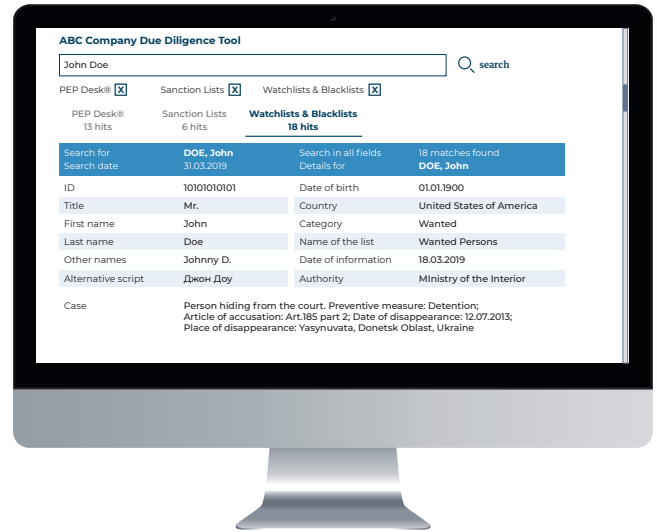 ABC Company Due Diligence Tool
John Doe
search
PEP Desk® X Sanction Lists X Watchlists & Blacklists X
PEP Desk® Sanction Lists Watchlists & Blacklists
13 hits 6 hits 18 hits
Search for DOE, John Search in all fields 18 matches found
Search date 31.03.2019 Details for DOE, John
ID 10101010101 Date of birth 01.01.1900
Title Mr. Country United States of America
First name John Category Wanted
Last name Doe Name of the list Wanted Persons
Other names Johnny D. Date of information 18.03.2019
Alternative script Джон Доу Authority MInistry of the Interior
Case Person hiding from the court. Preventive measure: Detention;
Article of accusation: Art.185 part 2; Date of disappearance: 12.07.2013;
Place of disappearance: Yasynuvata, Donetsk Oblast, Ukraine